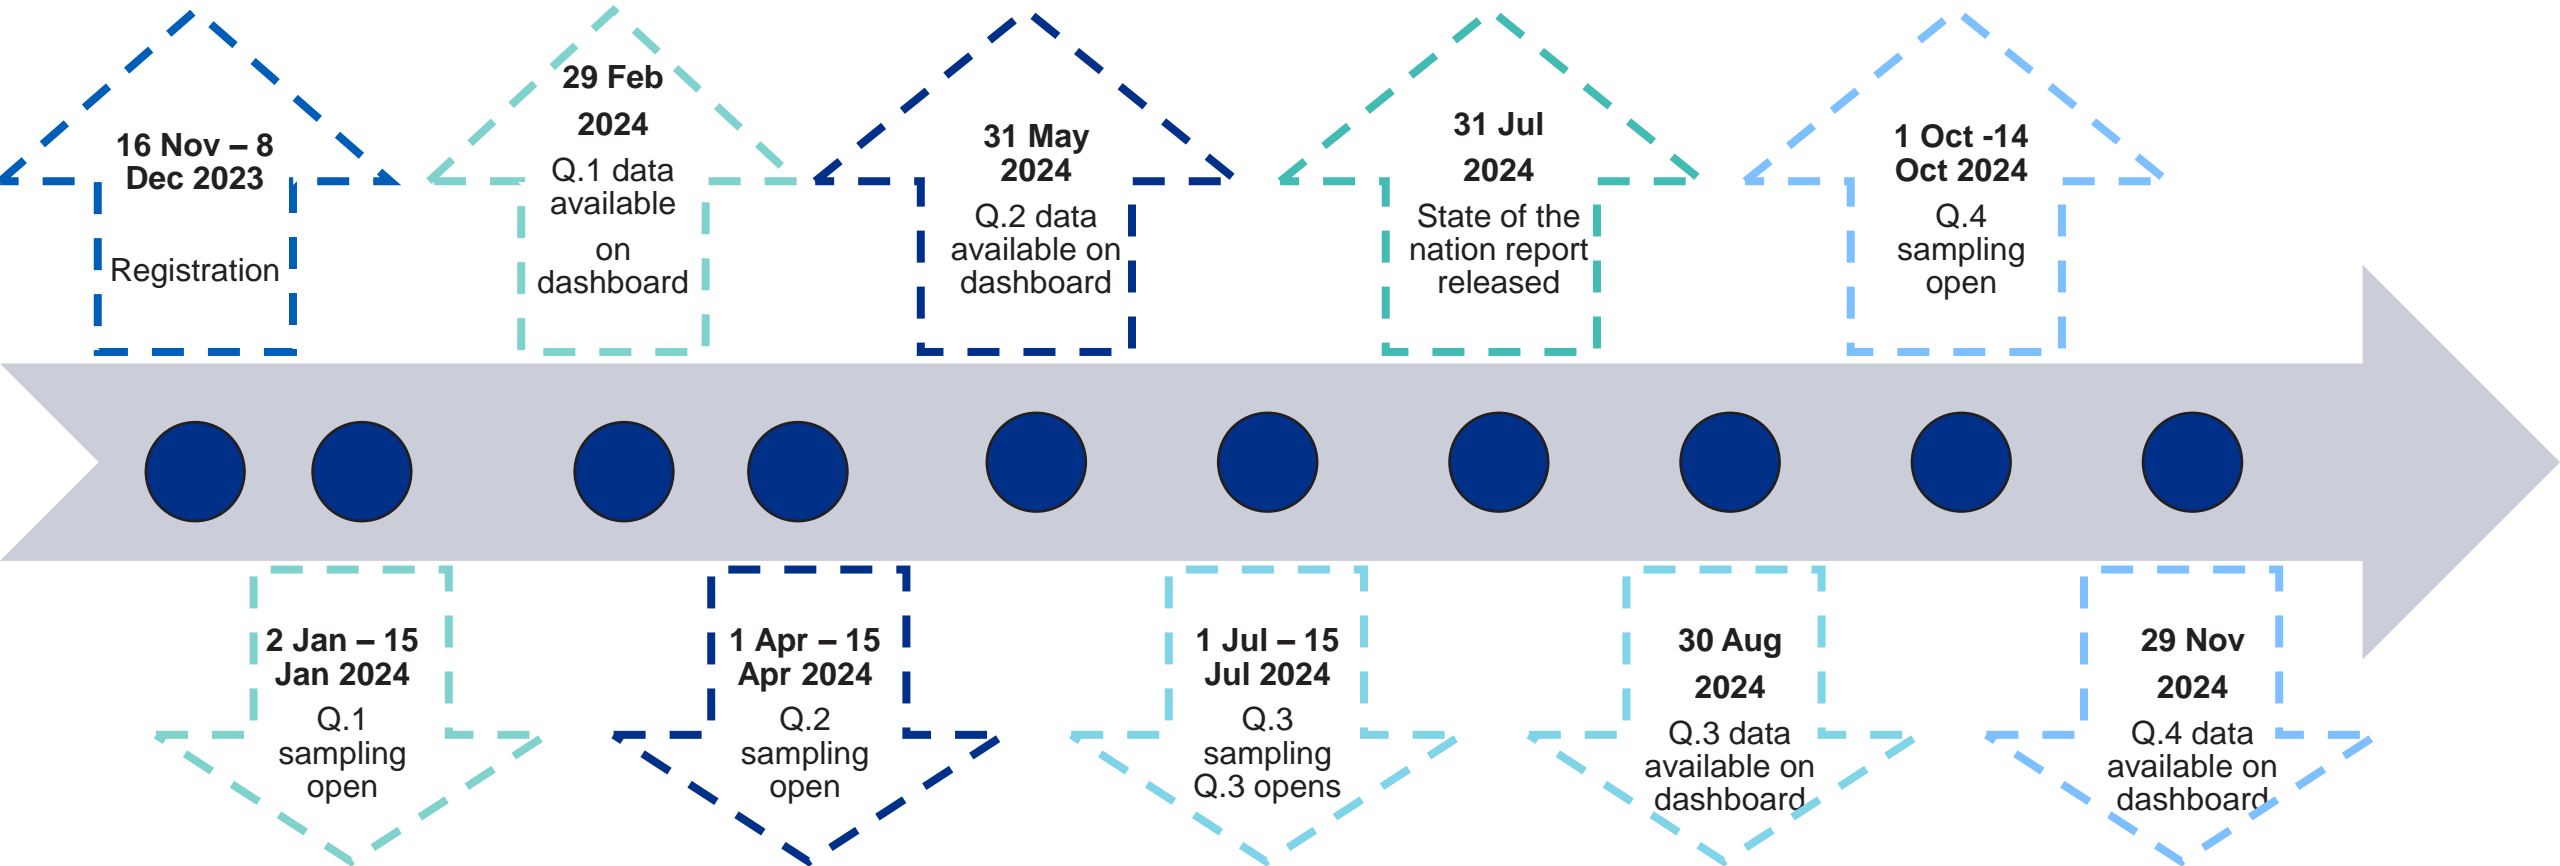 16 Nov – 8
Dec 2023
Registration
29 Feb
2024
Q.1 data
available
on
dashboard
31 May
2024
Q.2 data
available on
dashboard
31 Jul
2024
State of the
nation report
released
1 Oct -14
Oct 2024
Q.4
sampling
open
2 Jan – 15
Jan 2024
Q.1
sampling
open
1 Apr – 15
Apr 2024
Q.2
sampling
open
1 Jul – 15
Jul 2024
Q.3
sampling
Q.3 opens
30 Aug
2024
Q.3 data
available on
dashboard
29 Nov
2024
Q.4 data
available on
dashboard